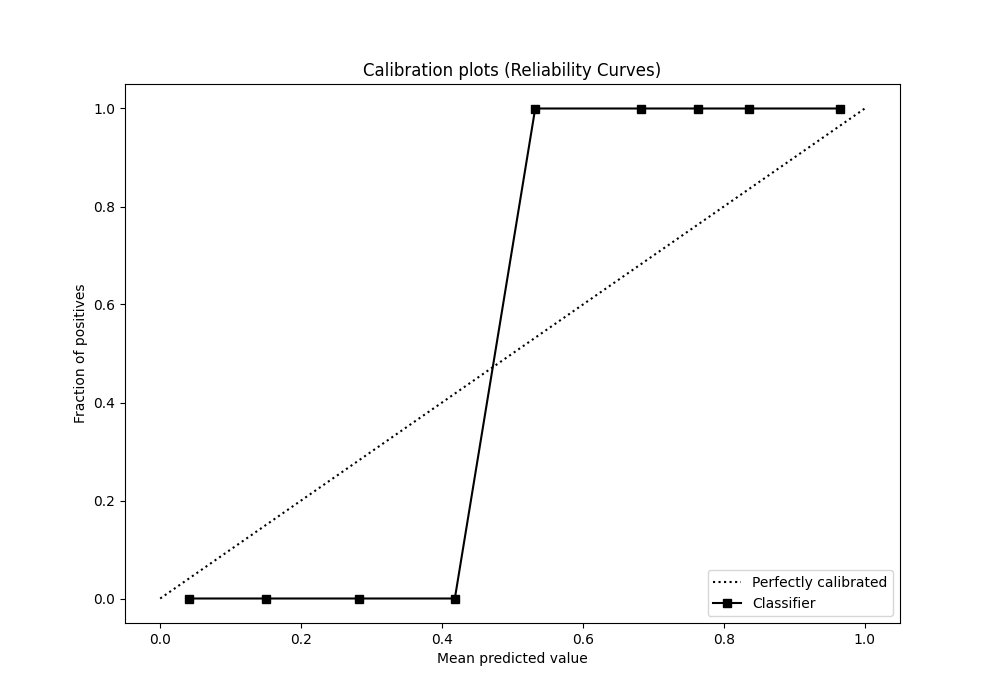 Calibration plots (Reliability Curves)
Fraction of positives
1.0
0.8
0.6
0.4
0.2
0.0
0.0 0.2 0.4 0.6 0.8 1.0
Mean predicted value
Perfectly calibrated
Classifier